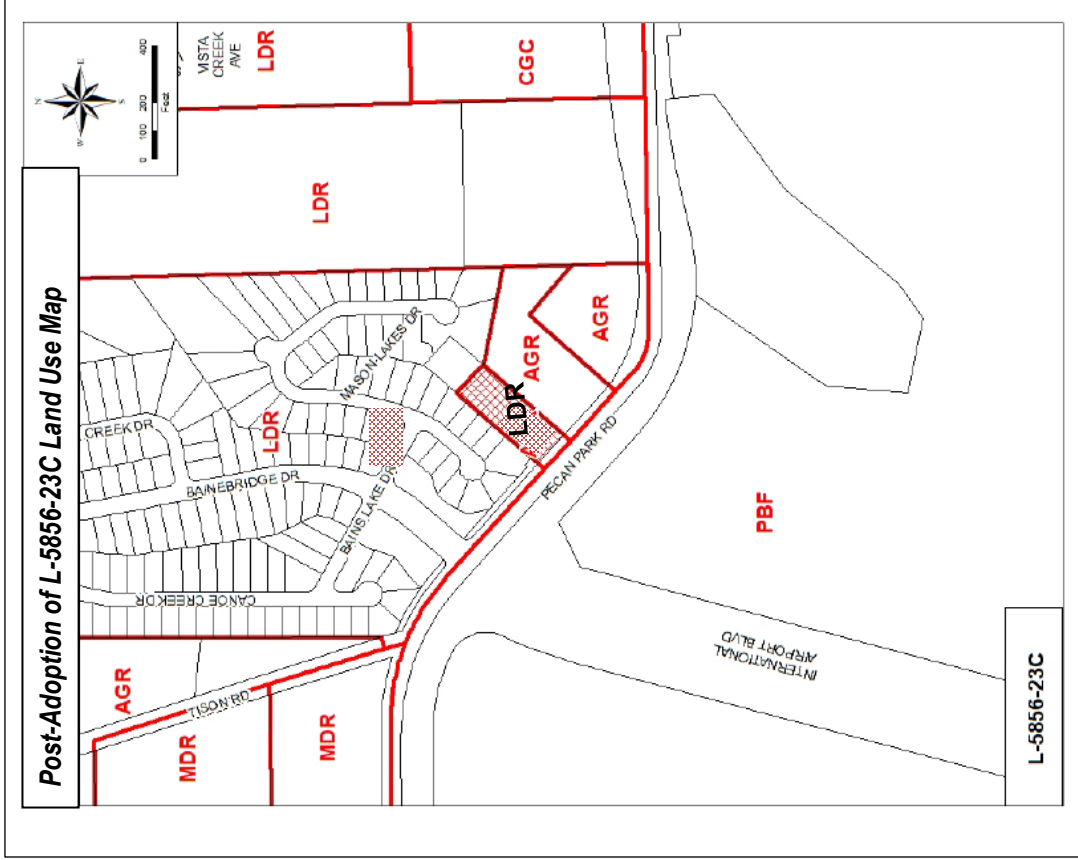 Post-Adoption of L-5856-23C Land Use Map
N
W
E
S
0 100 200 400
Feet
VISTA
CREEK
AVE
LDR
CGC
LDR
MASON LAKES DR
CREEK DR
LDR
BAINEBRIDGE DR
BAINS LAKE DR
CANOE CREEK DR
AGR
AGR
LDR
PECAN PARK RD
AGR
TISON RD
MDR
MDR
PBF
INTERNATIONAL
AIRPORT BLVD
L-5856-23C